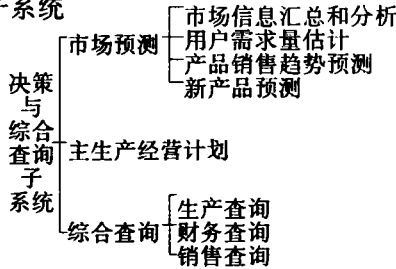 子系统
市场预测
市场信息汇总和分析
用户需求量估计
产品销售趋势预测
新产品预测
决策
与
综合
查询
子
系统
主生产经营计划
综合查询
生产查询
财务查询
销售查询